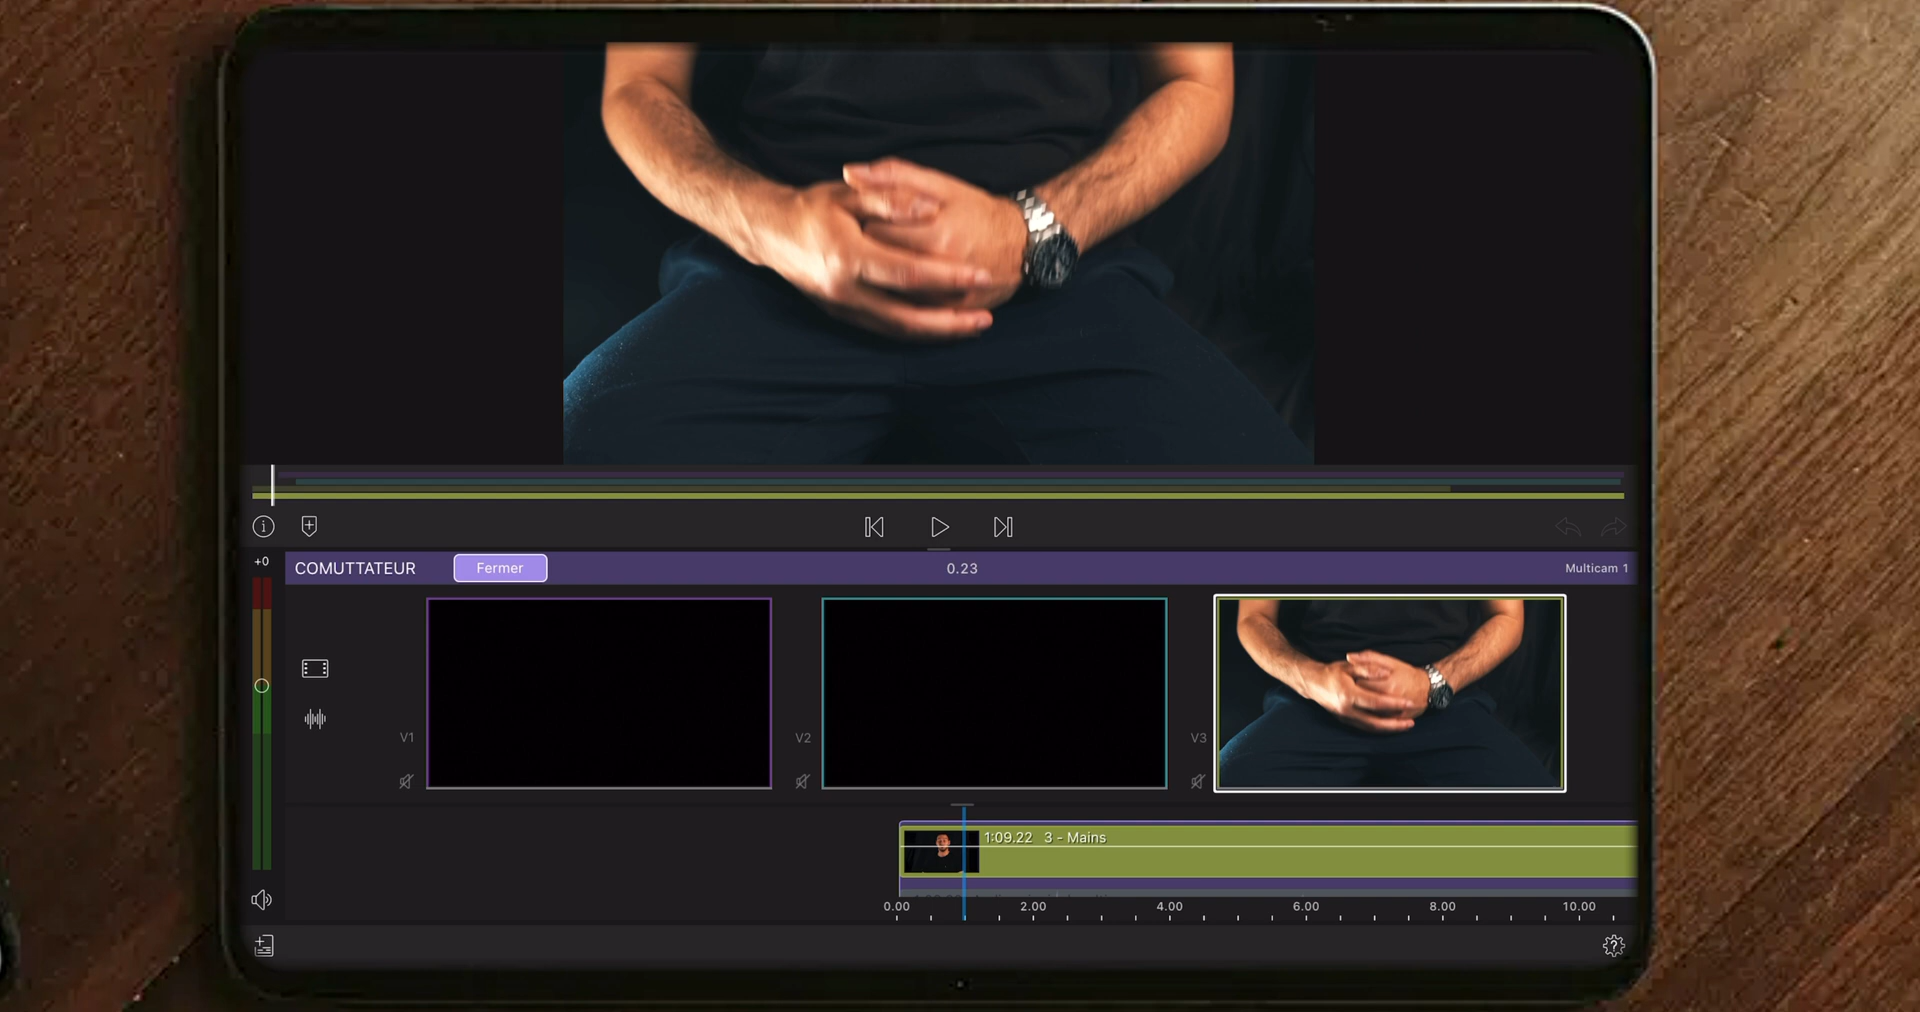 +0
COMUTTATEUR
Fermer
0.23
Multicam 1
V1
V2
V3
1:09.22 3 - Mains
0.00
2.00
4.00
6.00
8.00
10.00